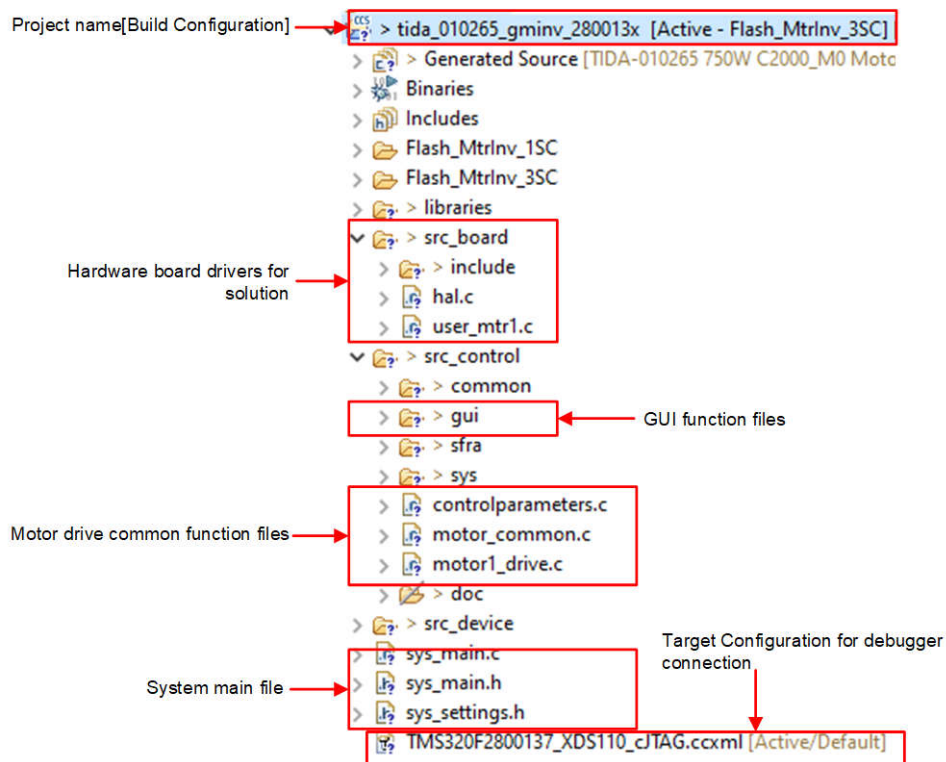 Project name[Build Configuration]
> tida_010265_gminv_280013x [Active - Flash_MtrInv_3SC]
> Generated Source [TIDA-010265 750W C2000_M0 Moto
Binaries
Includes
Flash_MtrInv_1SC
Flash_MtrInv_3SC
> libraries
> src_board
Hardware board drivers for
solution
> include
hal.c
user_mtr1.c
> src_control
> common
> gui
GUI function files
> sfra
> sys
Motor drive common function files
controlparameters.c
motor_common.c
motor1_drive.c
> doc
> src_device
Target Configuration for debugger
connection
System main file
sys_main.c
sys_main.h
sys_settings.h
TMS320F2800137_XDS110_cJTAG.ccxml [Active/Default]